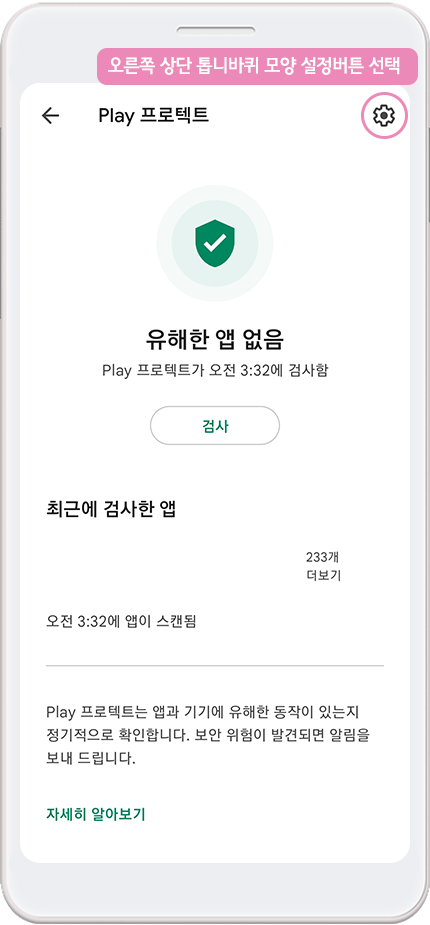 오른쪽 상단 톱니바퀴 모양 설정버튼 선택
Play 프로텍트
유해한 앱 없음
Play 프로텍트가 오전 3:32에 검사함
검사
최근에 검사한 앱
233개
더보기
오전 3:32에 앱이 스캔됨
Play 프로텍트는 앱과 기기에 유해한 동작이 있는지
정기적으로 확인합니다. 보안 위험이 발견되면 알림을
보내 드립니다.
자세히 알아보기